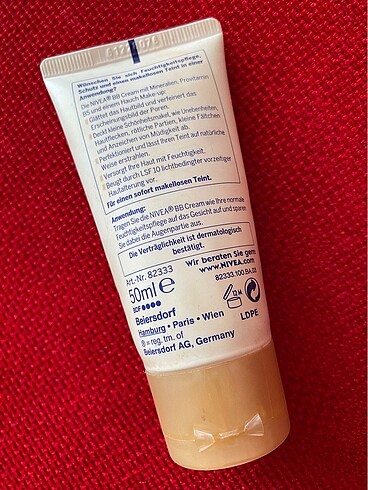 Wünschen Sie sich Feuchtigkeitspflege,
Schutz und einen makellosen Teint in einer
Anwendung?
Die NIVEA® BB Cream mit Mineralien, Provitamin
B5 und einem Hauch Make-up:
Glättet das Hautbild und verfeinert das
Erscheinungsbild der Poren.
Deckt kleine Schönheitsmakel, wie Unebenheiten,
Hautflecken, rötliche Partien, kleine Fältchen
und Anzeichen von Müdigkeit ab.
Perfektioniert und lässt Ihren Teint auf natürliche
Weise erstrahlen.
Versorgt Ihre Haut mit Feuchtigkeit.
Beugt durch LSF 10 lichtbedingter vorzeitiger
Hautalterung vor.
Für einen sofort makellosen Teint.
Anwendung:
Tragen Sie die NIVEA® BB Cream wie Ihre normale
Feuchtigkeitspflege auf das Gesicht auf und sparen
Sie dabei die Augenpartie aus.
Die Verträglichkeit ist dermatologisch
bestätigt.
Wir beraten Sie gern:
www.NIVEA.com
Art.-Nr. 82333
82333.100.BA.03
50ml e
BDF
Beiersdorf
Hamburg • Paris • Wien
LDPE
® = reg. tm. of
Beiersdorf AG, Germany